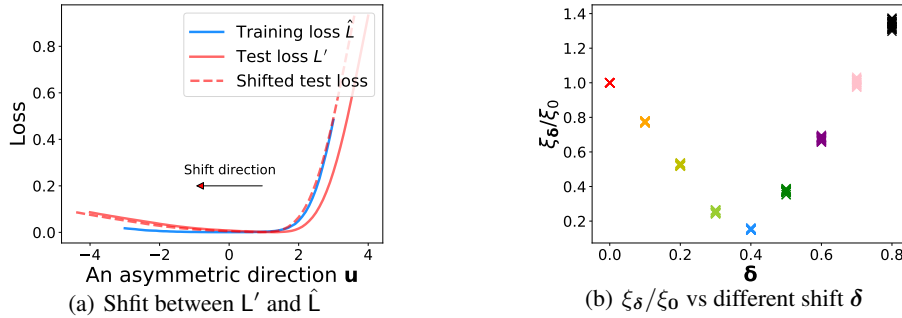 Training loss L̂
Test loss L′
Shifted test loss
Shift direction
Loss
0.8
0.6
0.4
0.2
0.0
−4 −2 0 2 4
An asymmetric direction u
(a) Shfit between L′ and L̂
ξδ/ξ0
1.4
1.2
1.0
0.8
0.6
0.4
0.2
0.0 0.2 0.4 0.6 0.8
δ
(b) ξδ/ξ0 vs different shift δ